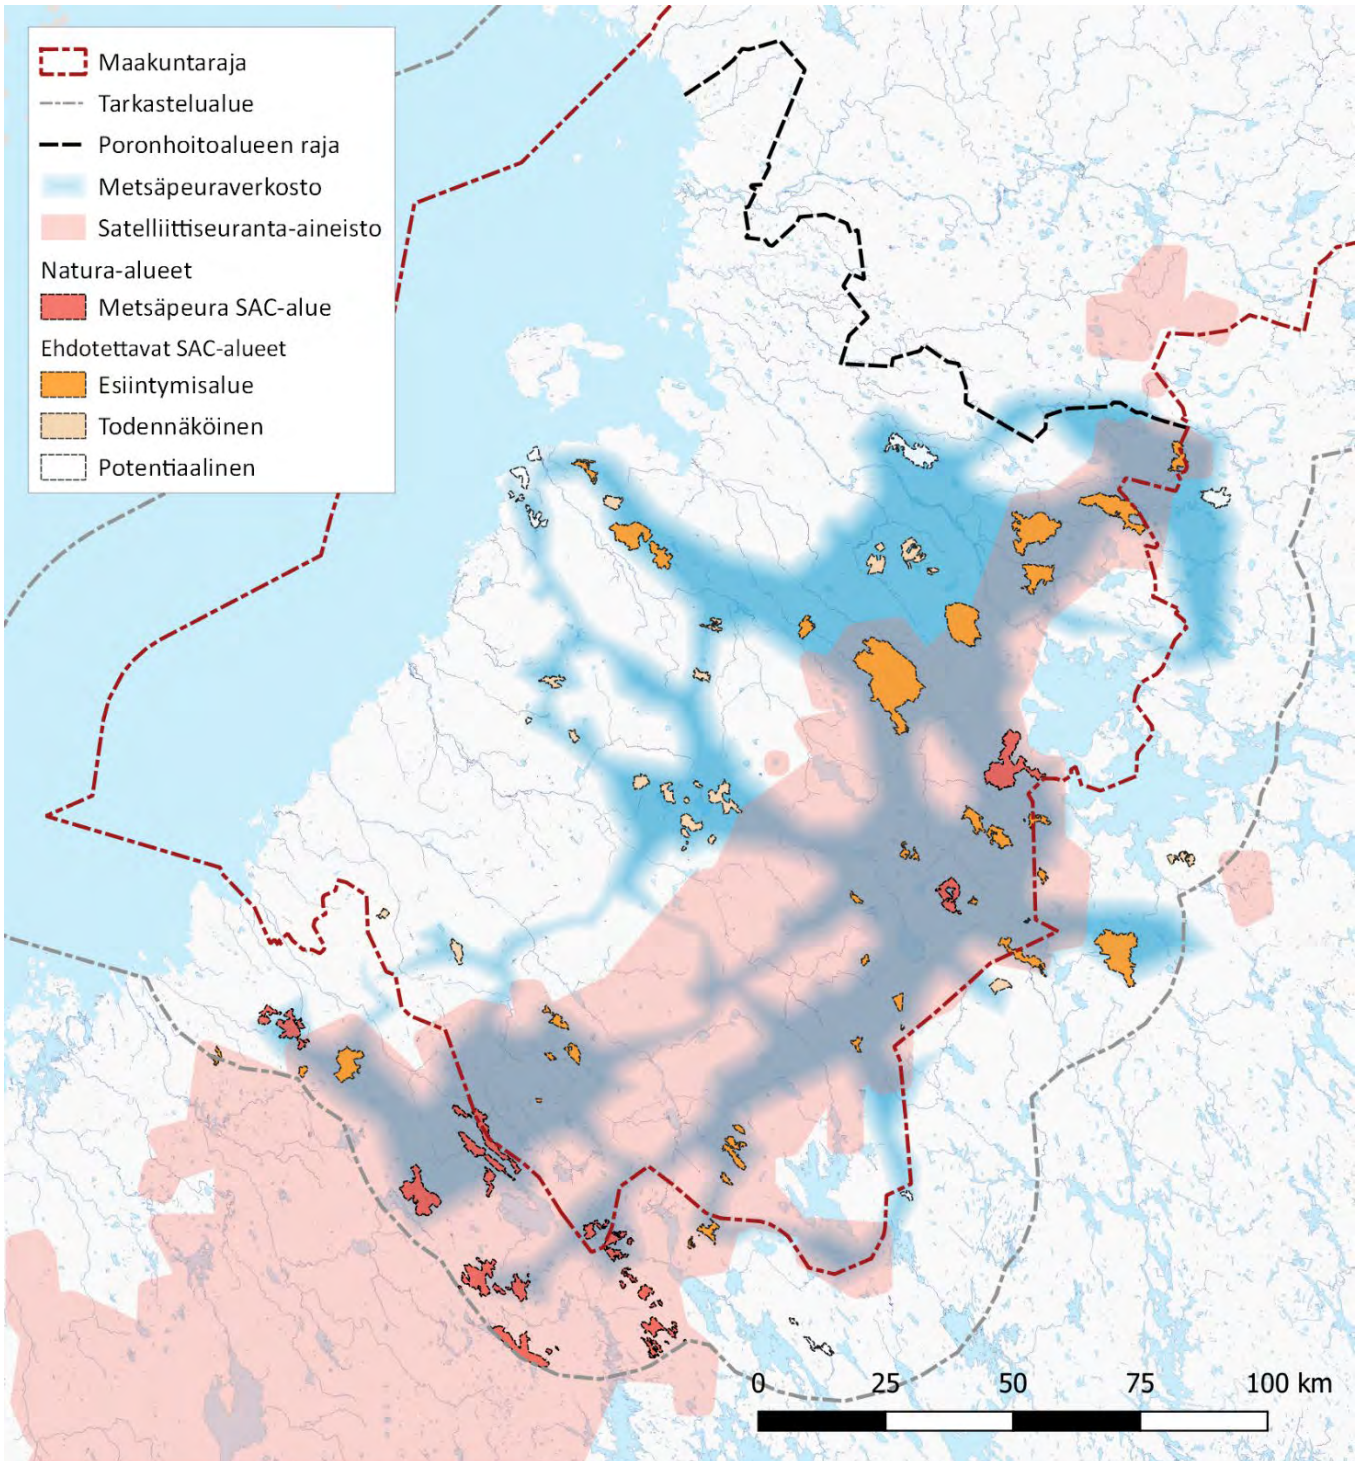 Maakuntaraja
Tarkastelualue
Poronhoitoalueen raja
Metsäpeuraverkosto
Satelliittiseuranta-aineisto
Natura-alueet
Metsäpeura SAC-alue
Ehdotettavat SAC-alueet
Esiintymisalue
Todennäköinen
Potentiaalinen
0 25 50 75 100 km